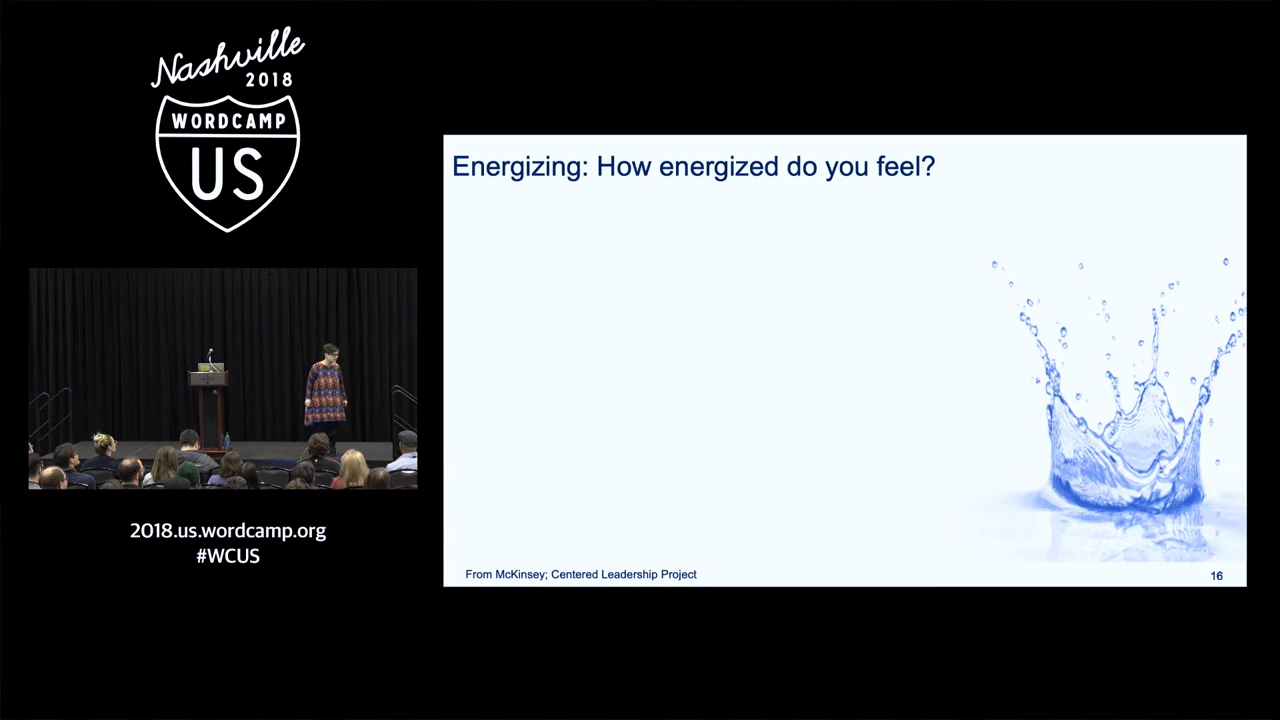 Nashville
2018
WORDCAMP
US
2018.us.wordcamp.org
#WCUS
Energizing: How energized do you feel?
From McKinsey; Centered Leadership Project
16